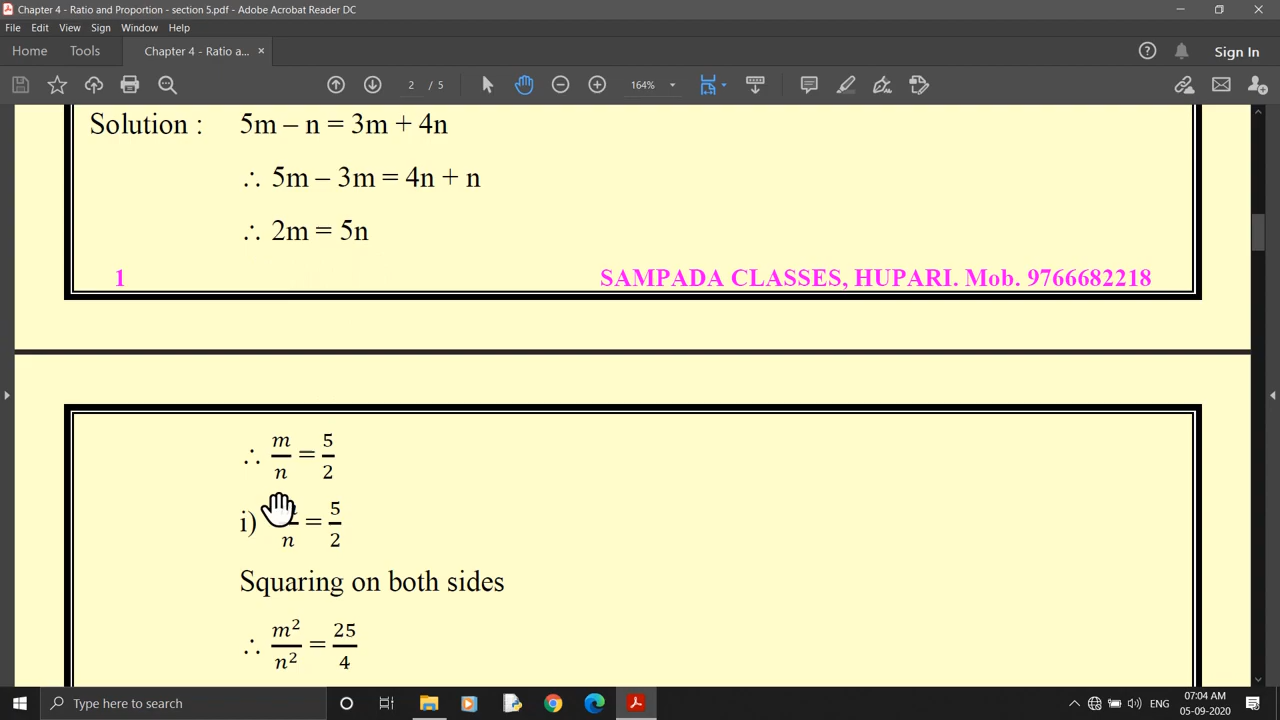 Chapter 4 - Ratio and Proportion - section 5.pdf - Adobe Acrobat Reader DC
File Edit View Sign Window Help
Home Tools Chapter 4 - Ratio a... × Sign In
2 / 5 164%
Solution : 5m – n = 3m + 4n
∴ 5m – 3m = 4n + n
∴ 2m = 5n
1 SAMPADA CLASSES, HUPARI. Mob. 9766682218
∴ m/n = 5/2
i) /n = 5/2
Squaring on both sides
∴ m²/n² = 25/4
Type here to search
ENG
07:04 AM
05-09-2020